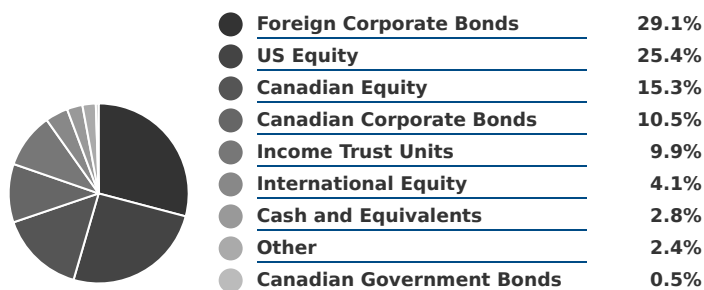 Foreign Corporate Bonds 29.1%
US Equity 25.4%
Canadian Equity 15.3%
Canadian Corporate Bonds 10.5%
Income Trust Units 9.9%
International Equity 4.1%
Cash and Equivalents 2.8%
Other 2.4%
Canadian Government Bonds 0.5%